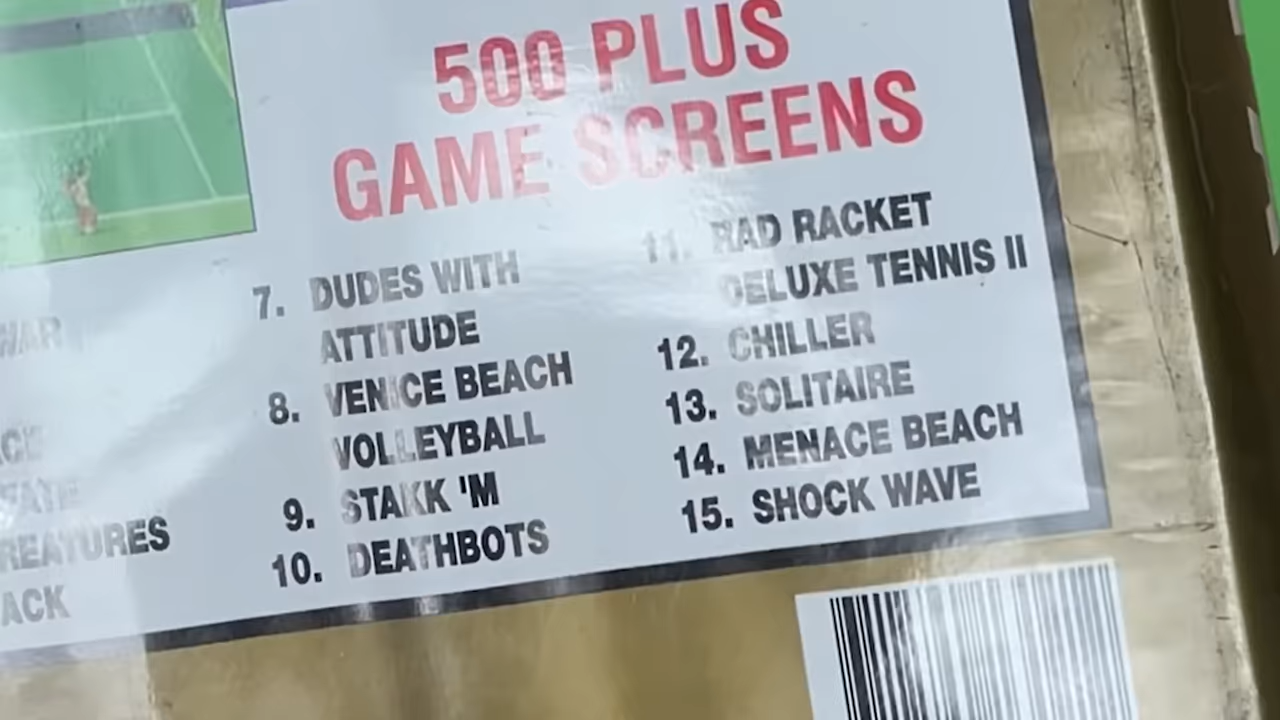 500 PLUS
GAME SCREENS
WAR
REATURES
ACK
7. DUDES WITH
ATTITUDE
8. VENICE BEACH
VOLLEYBALL
9. STAKK 'M
10. DEATHBOTS
11. RAD RACKET
DELUXE TENNIS II
12. CHILLER
13. SOLITAIRE
14. MENACE BEACH
15. SHOCK WAVE